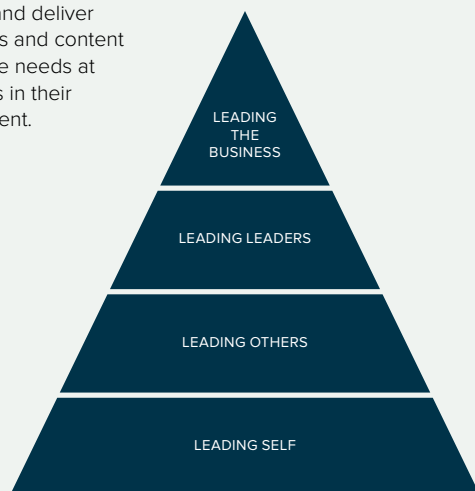 and deliver
s and content
e needs at
s in their
ent.
LEADING
THE
BUSINESS
LEADING LEADERS
LEADING OTHERS
LEADING SELF